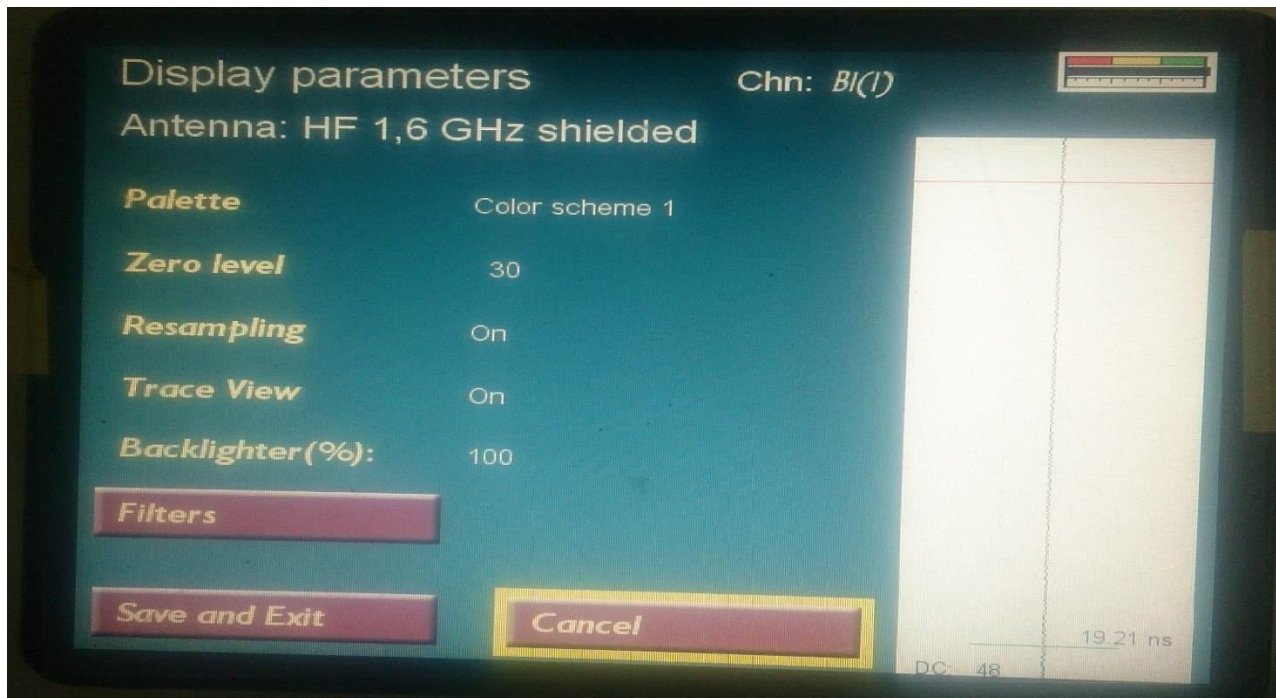 Display parameters
Chn: B1(1)
Antenna: HF 1,6 GHz shielded
Palette Color scheme 1
Zero level 30
Resampling On
Trace View On
Backlighter(%): 100
Filters
Save and Exit
Cancel
19.21 ns
DC: 48